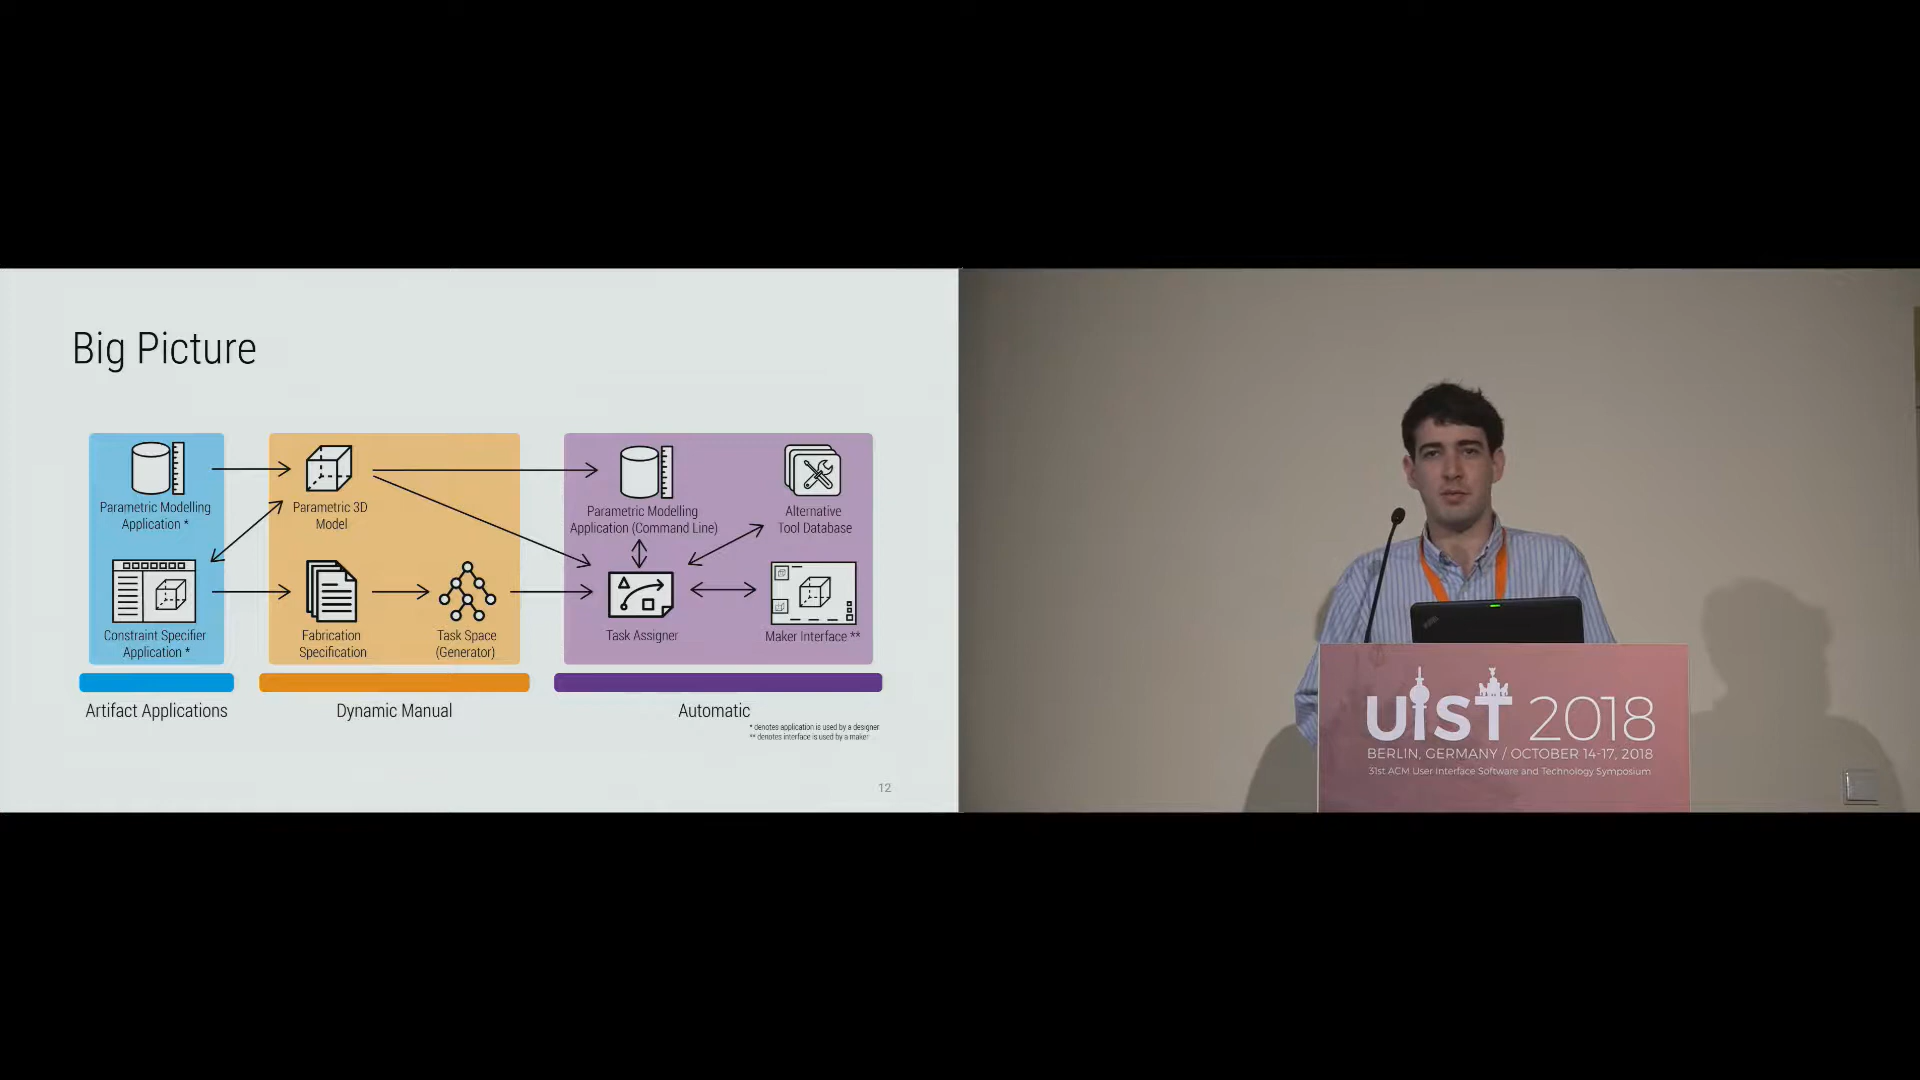 Big Picture
Parametric Modelling
Application *
Parametric 3D
Model
Parametric Modelling
Application (Command Line)
Alternative
Tool Database
Constraint Specifier
Application *
Fabrication
Specification
Task Space
(Generator)
Task Assigner
Maker Interface **
Artifact Applications
Dynamic Manual
Automatic
* denotes application is used by a designer
** denotes interface is used by a maker
12
UIST 2018
BERLIN, GERMANY / OCTOBER 14-17, 2018
31st ACM User Interface Software and Technology Symposium